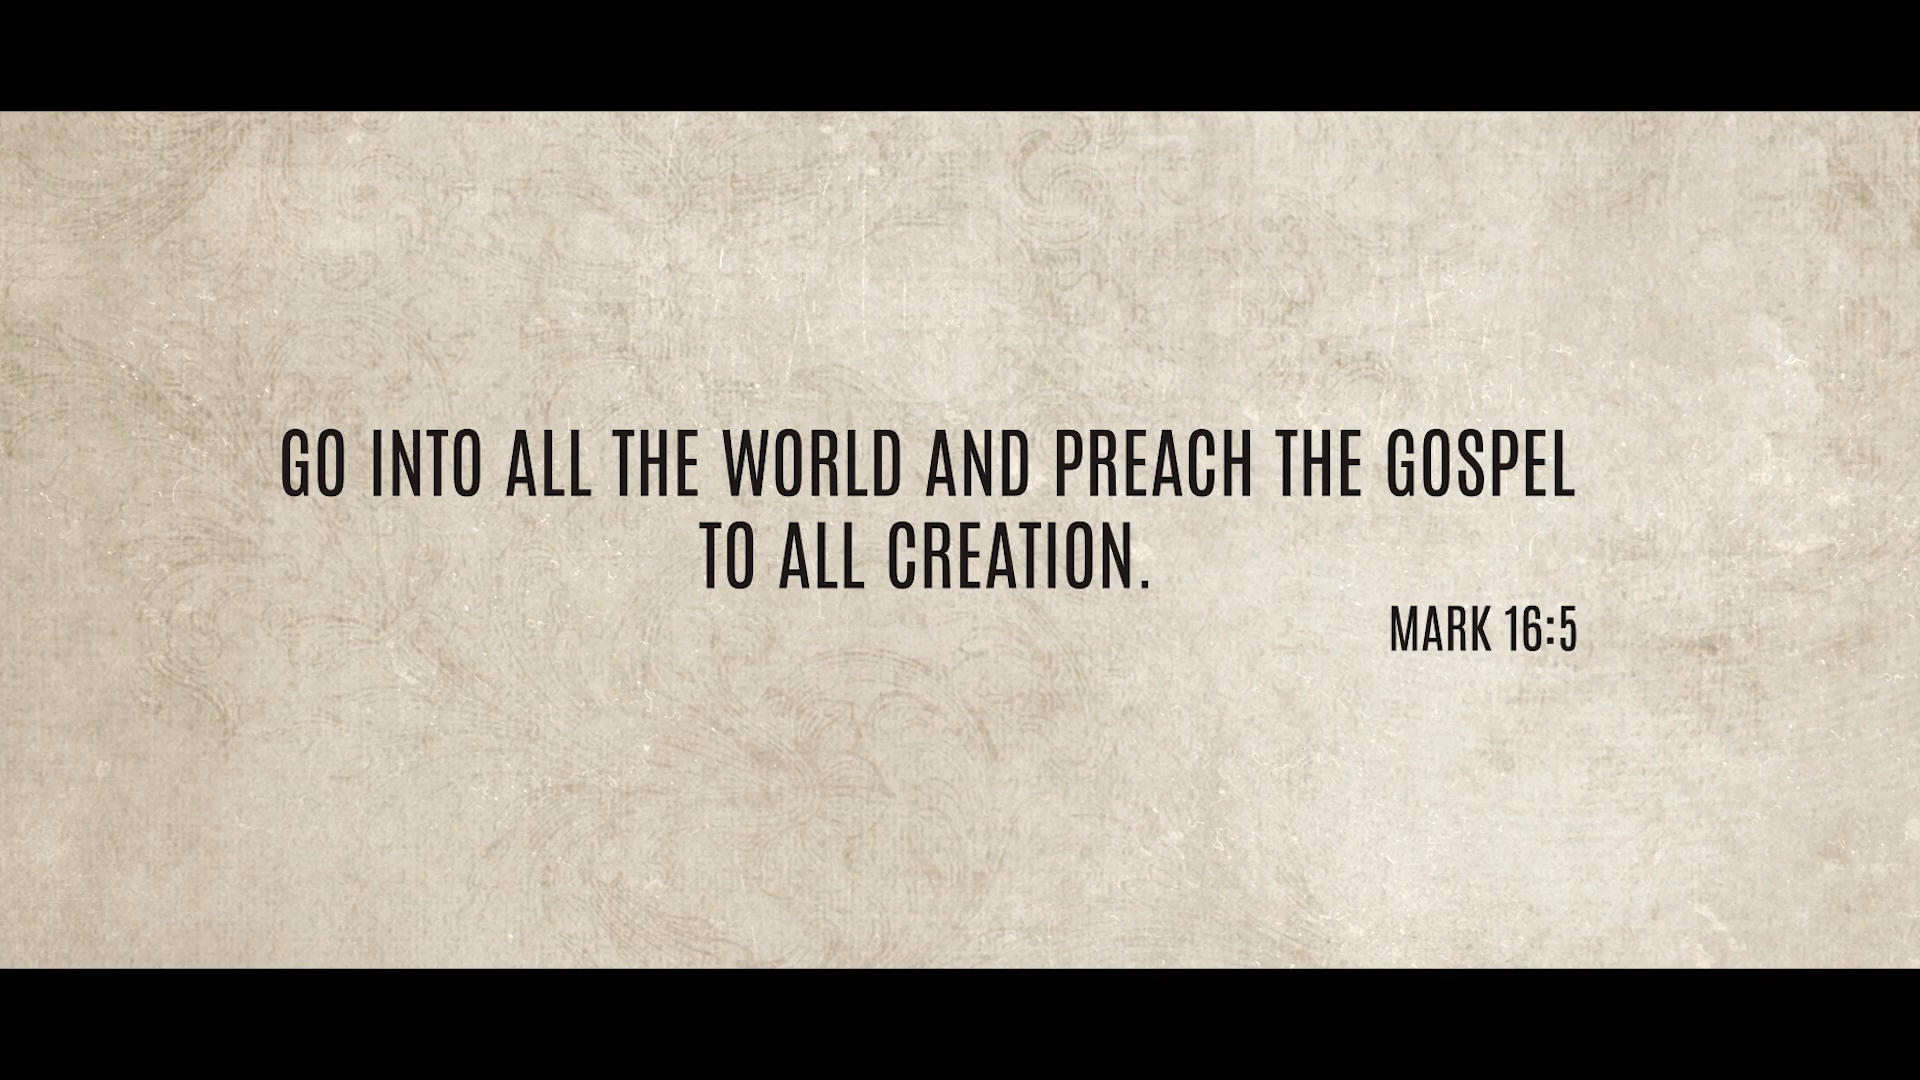 GO INTO ALL THE WORLD AND PREACH THE GOSPEL
TO ALL CREATION.
MARK 16:5